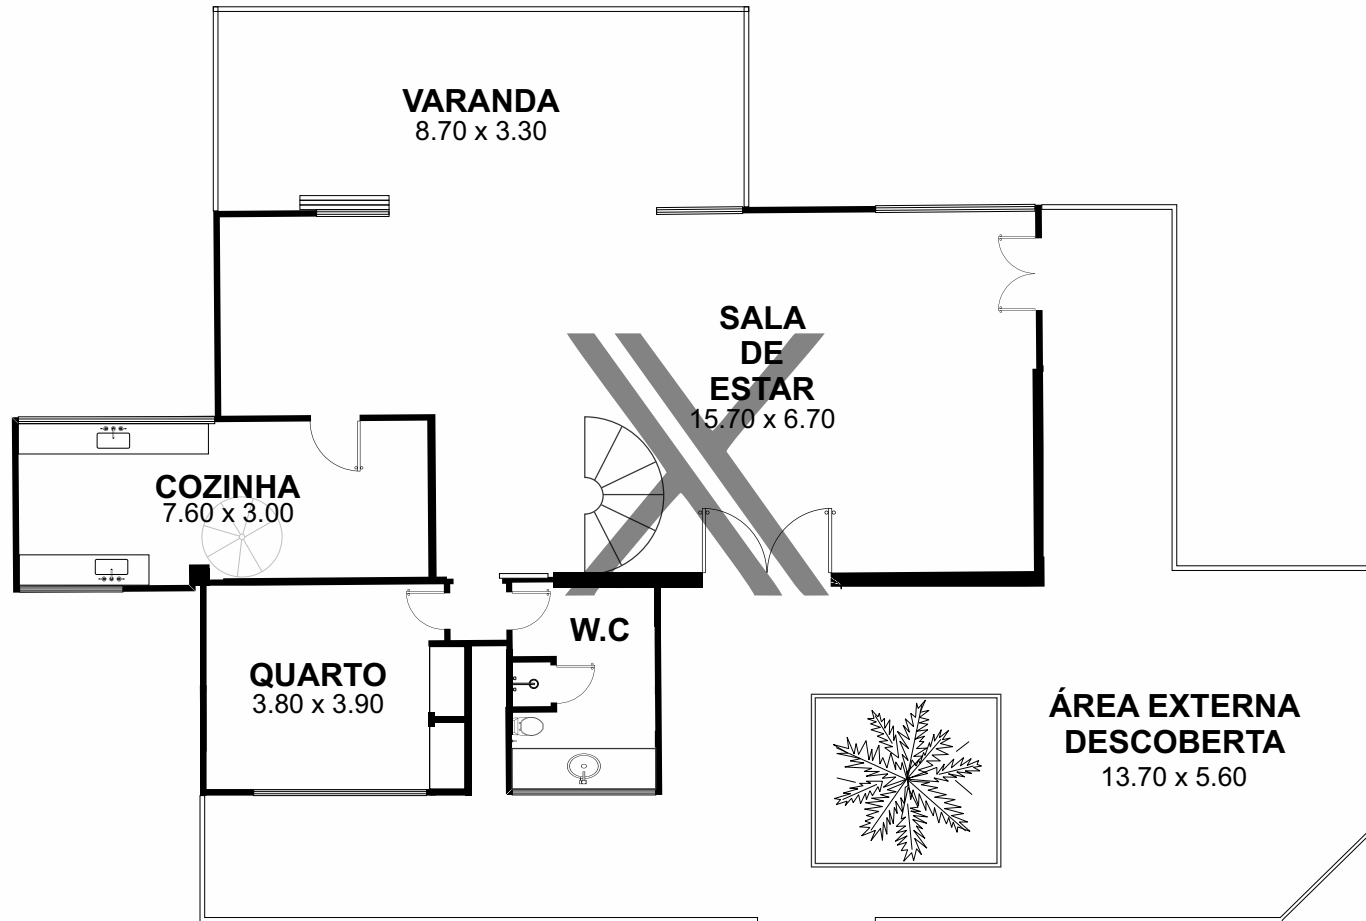 VARANDA
8.70 x 3.30
SALA
DE
ESTAR
15.70 x 6.70
COZINHA
7.60 x 3.00
W.C
QUARTO
3.80 x 3.90
ÁREA EXTERNA
DESCOBERTA
13.70 x 5.60